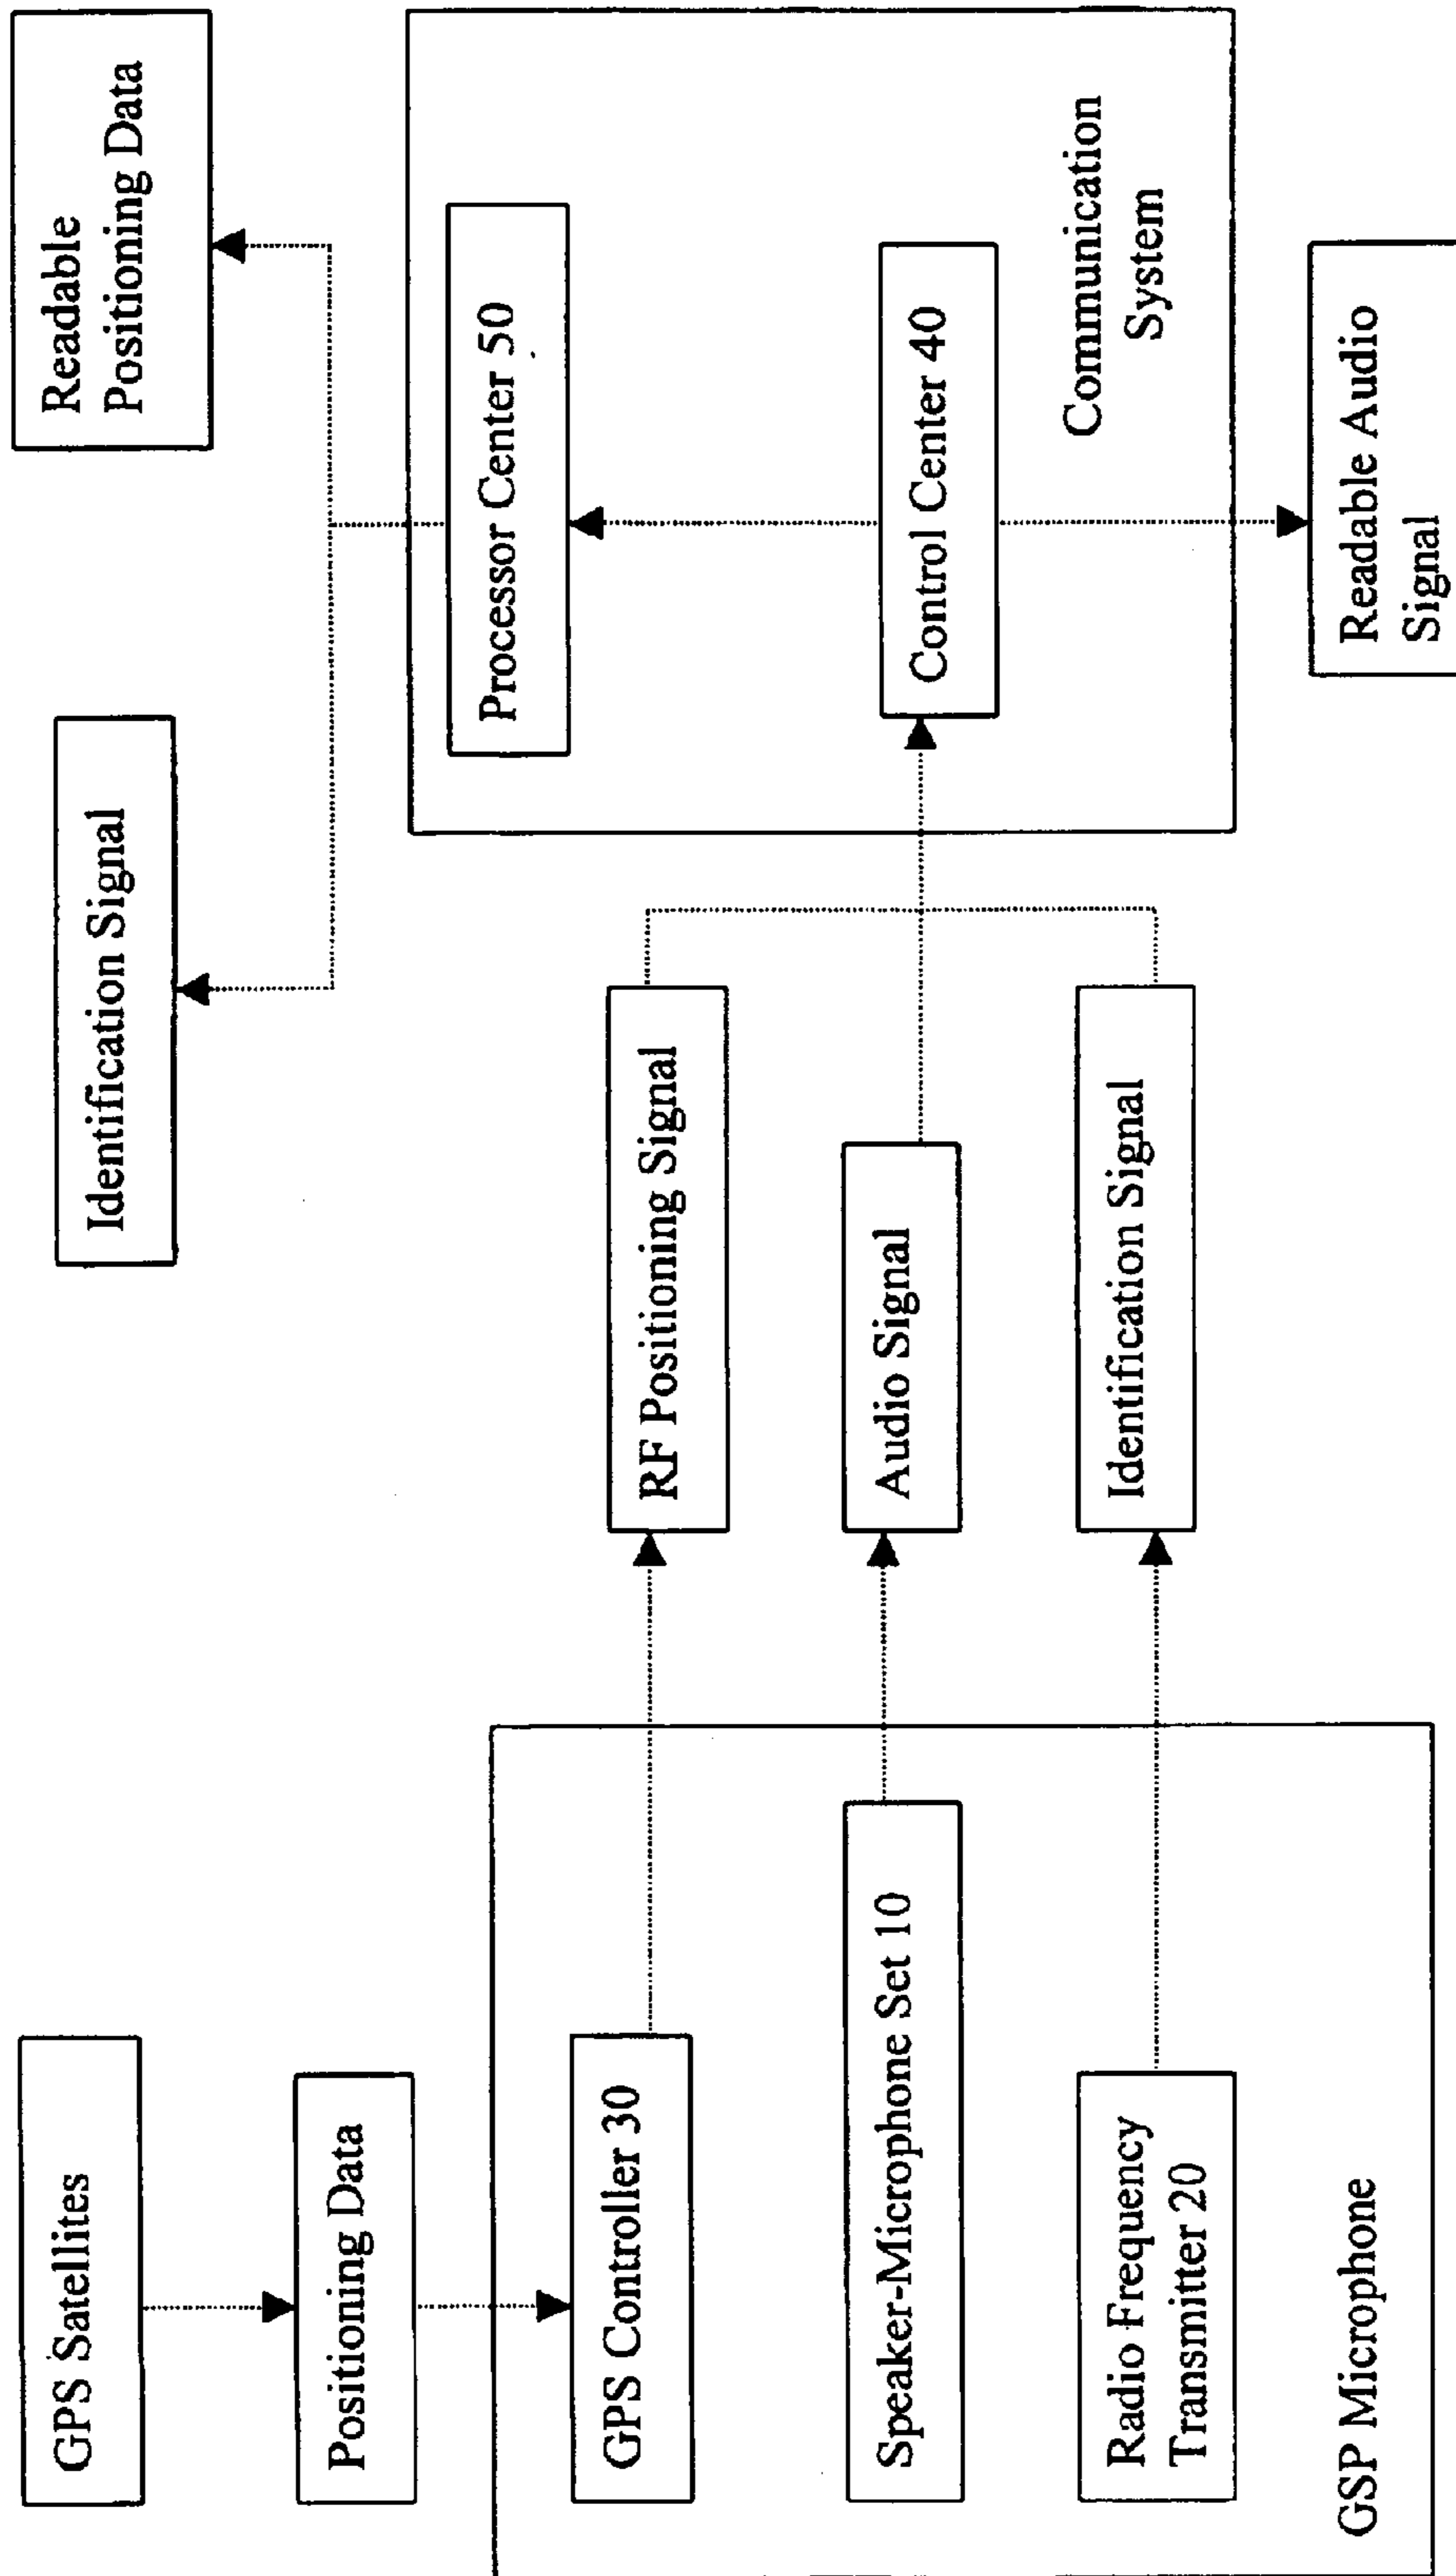 GPS Satellites
Positioning Data
GPS Controller 30
Speaker-Microphone Set 10
Radio Frequency
Transmitter 20
GSP Microphone
RF Positioning Signal
Audio Signal
Identification Signal
Identification Signal
Readable
Positioning Data
Processor Center 50
Control Center 40
Communication
System
Readable Audio
Signal